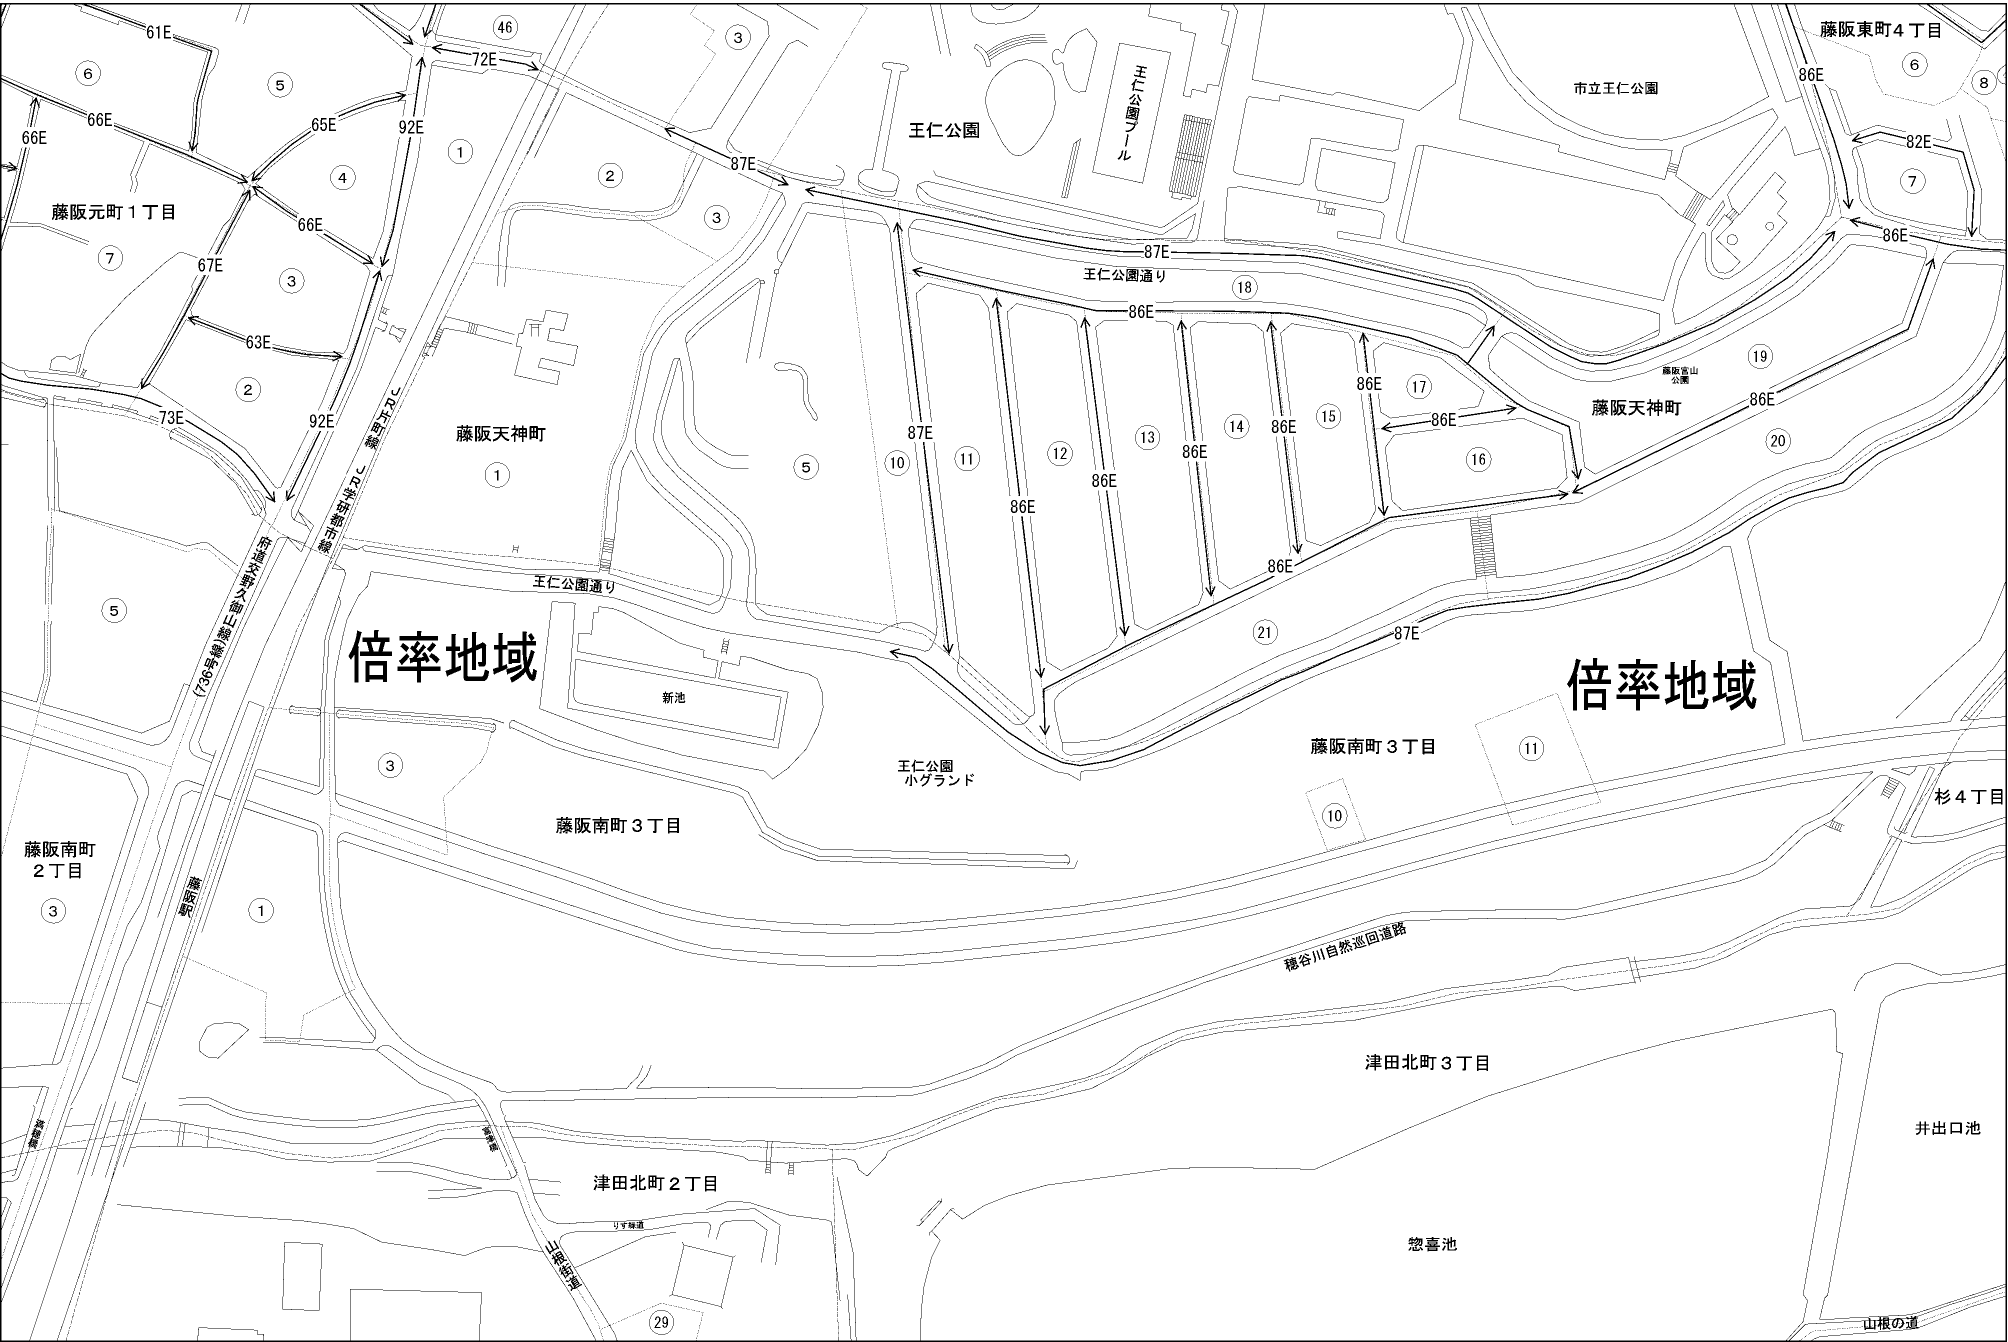 61E
46
72E
3
藤阪東町４丁目
6
8
6
5
66E
66E
65E
92E
1
87E
王仁公園
王仁公園プール
市立王仁公園
86E
82E
7
4
2
藤阪元町１丁目
66E
3
86E
7
67E
3
87E
王仁公園通り
18
86E
63E
2
73E
92E
ＪＲ片町線
ＪＲ学研都市線
藤阪天神町
1
5
10
87E
11
86E
12
86E
13
86E
14
86E
15
86E
17
86E
16
藤阪宮山
公園
19
藤阪天神町
86E
20
府道交野久御山線(736号線)
5
王仁公園通り
86E
21
87E
倍率地域
倍率地域
新池
3
王仁公園
小グランド
藤阪南町３丁目
11
10
杉４丁目
藤阪南町３丁目
藤阪南町
２丁目
3
藤阪駅
1
穂谷川自然巡回道路
津田北町３丁目
井出口池
津田北町２丁目
りす緑道
山根街道
惣喜池
29
山根の道